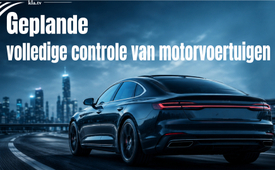 kla.tv
Geplande
volledige controle van motorvoertuigen